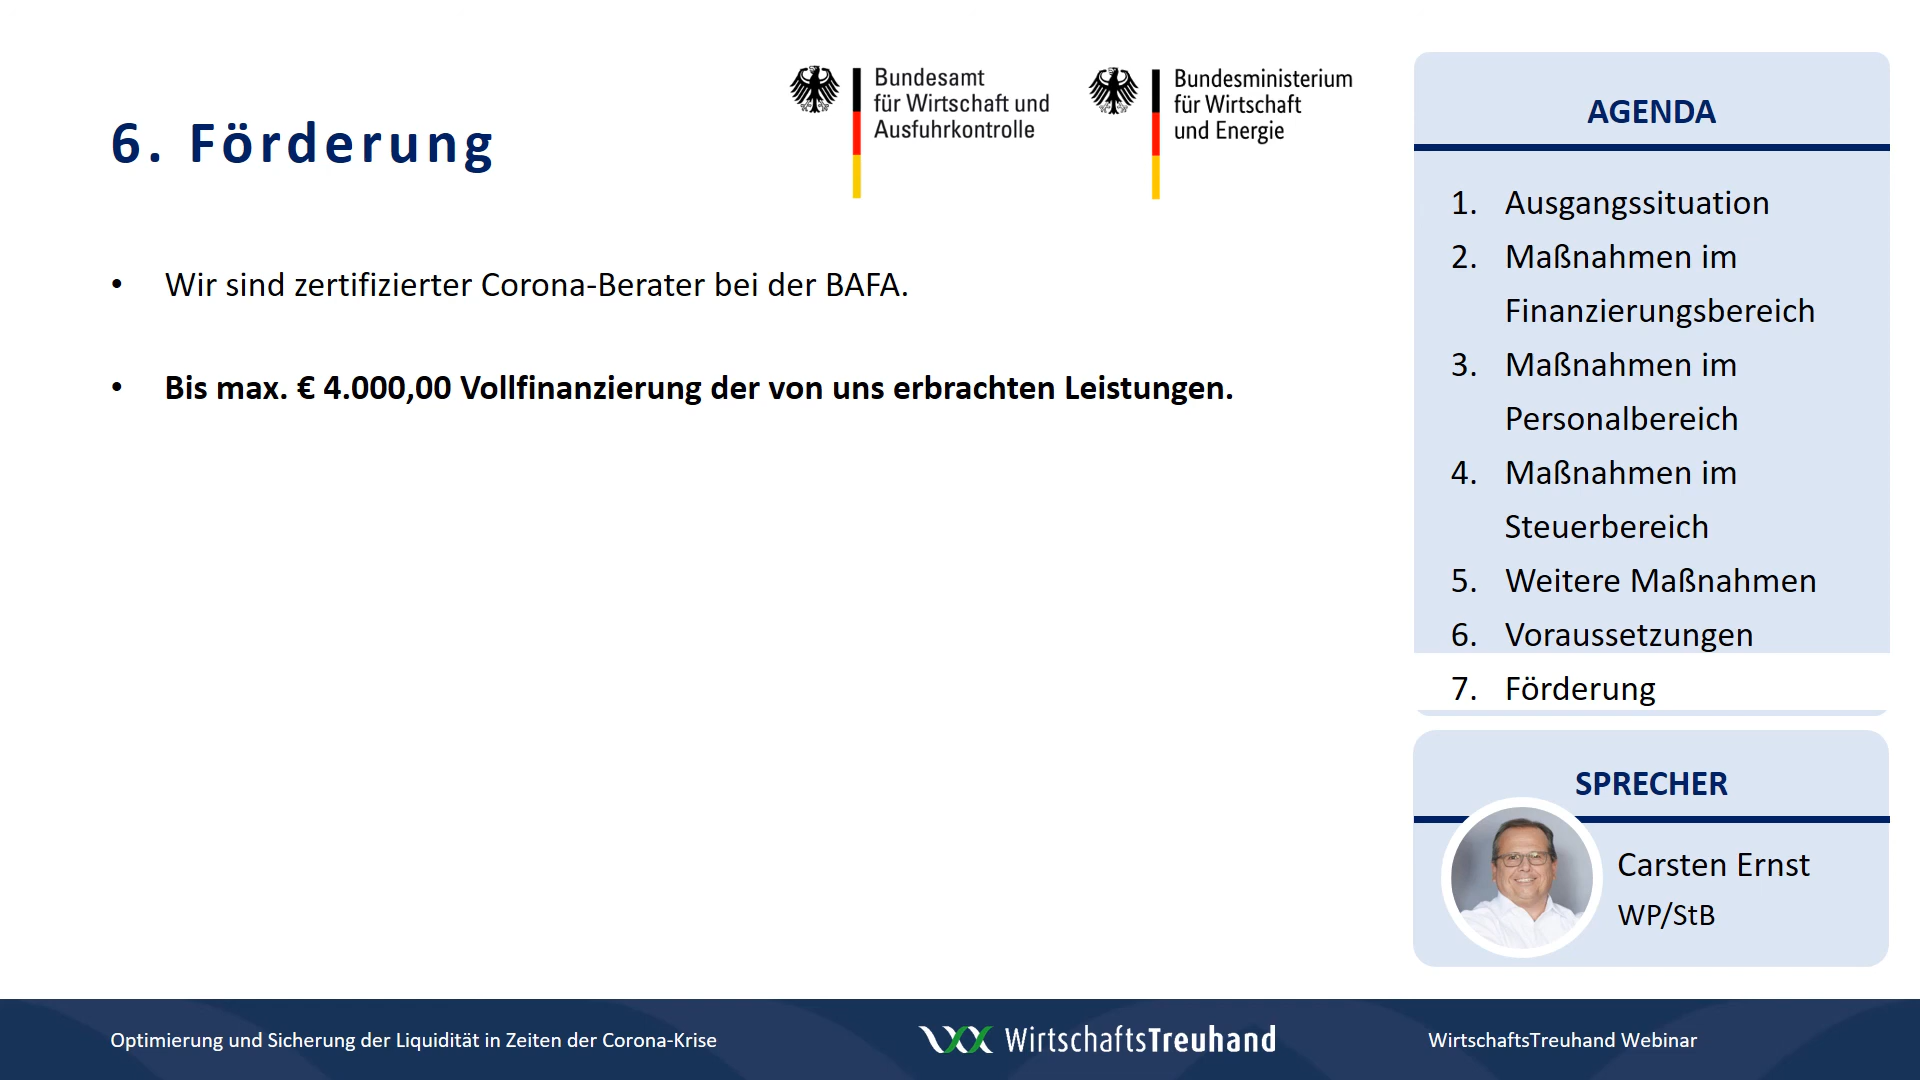 Bundesamt
für Wirtschaft und
Ausfuhrkontrolle
Bundesministerium
für Wirtschaft
und Energie
6. Förderung
• Wir sind zertifizierter Corona-Berater bei der BAFA.
• Bis max. € 4.000,00 Vollfinanzierung der von uns erbrachten Leistungen.
AGENDA
1. Ausgangssituation
2. Maßnahmen im
Finanzierungsbereich
3. Maßnahmen im
Personalbereich
4. Maßnahmen im
Steuerbereich
5. Weitere Maßnahmen
6. Voraussetzungen
7. Förderung
SPRECHER
Carsten Ernst
WP/StB
Optimierung und Sicherung der Liquidität in Zeiten der Corona-Krise
WirtschaftsTreuhand
WirtschaftsTreuhand Webinar